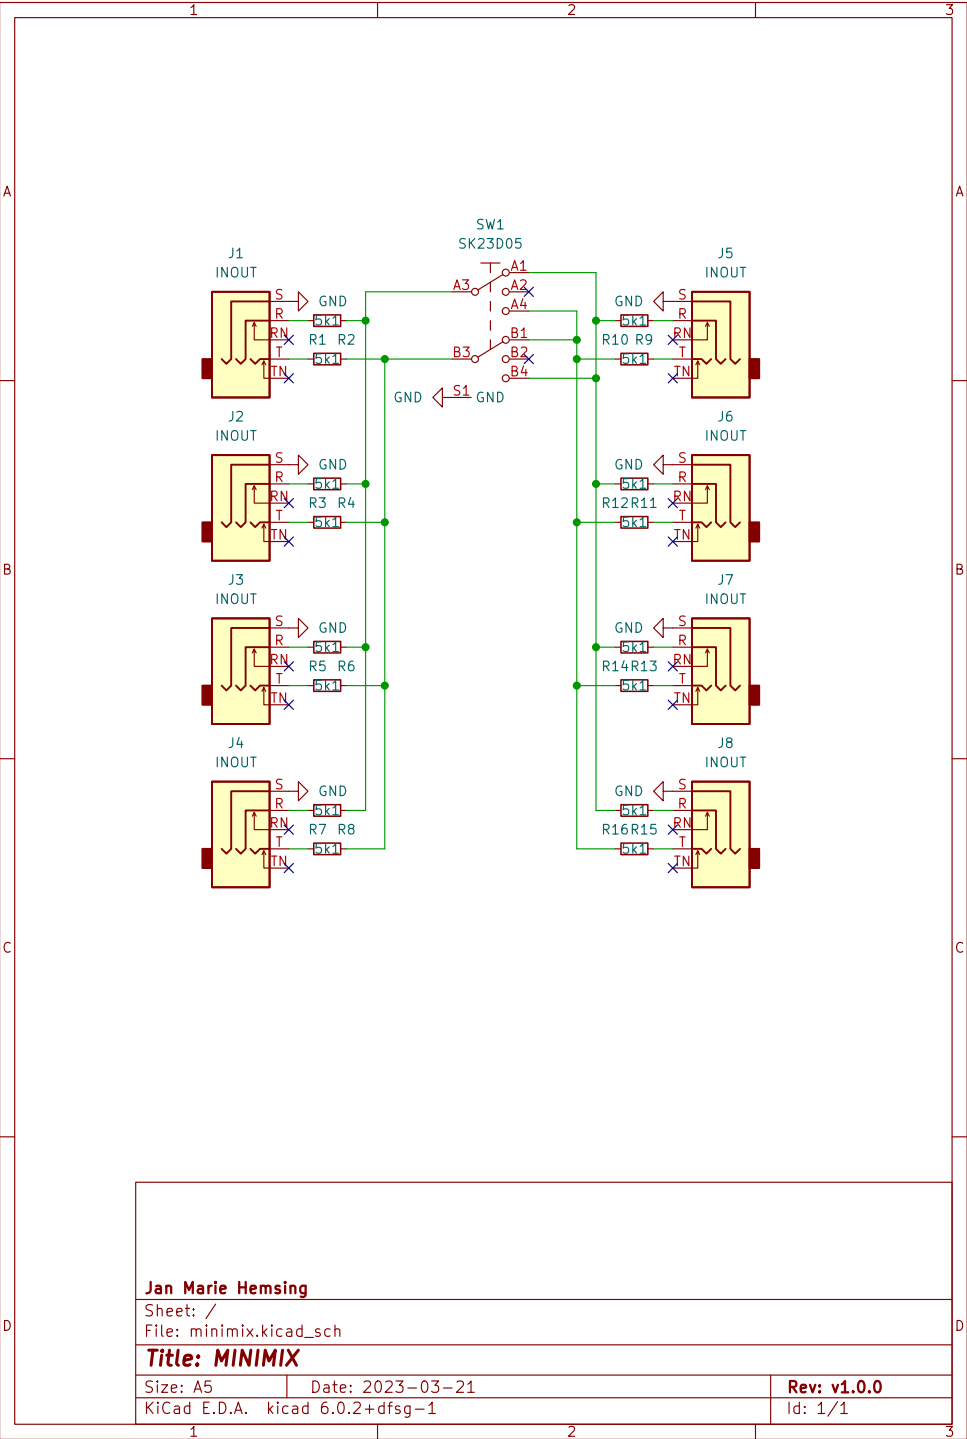 1 2 3
A A
SW1
SK23D05
J1 J5
INOUT INOUT
A1
S GND A3 A2 GND S
R 5k1 A4 5k1 R
RN R1 R2 B1 R10 R9 RN
T 5k1 B3 B2 5k1 T
TN B4 TN
GND S1 GND
J2 J6
INOUT INOUT
S GND GND S
R 5k1 5k1 R
RN R3 R4 R12 R11 RN
T 5k1 5k1 T
TN TN
B B
J3 J7
INOUT INOUT
S GND GND S
R 5k1 5k1 R
RN R5 R6 R14 R13 RN
T 5k1 5k1 T
TN TN
J4 J8
INOUT INOUT
S GND GND S
R 5k1 5k1 R
RN R7 R8 R16 R15 RN
T 5k1 5k1 T
TN TN
C C
Jan Marie Hemsing
Sheet: /
File: minimix.kicad_sch
D D
Title: MINIMIX
Size: A5 Date: 2023-03-21 Rev: v1.0.0
KiCad E.D.A. kicad 6.0.2+dfsg-1 Id: 1/1
1 2 3